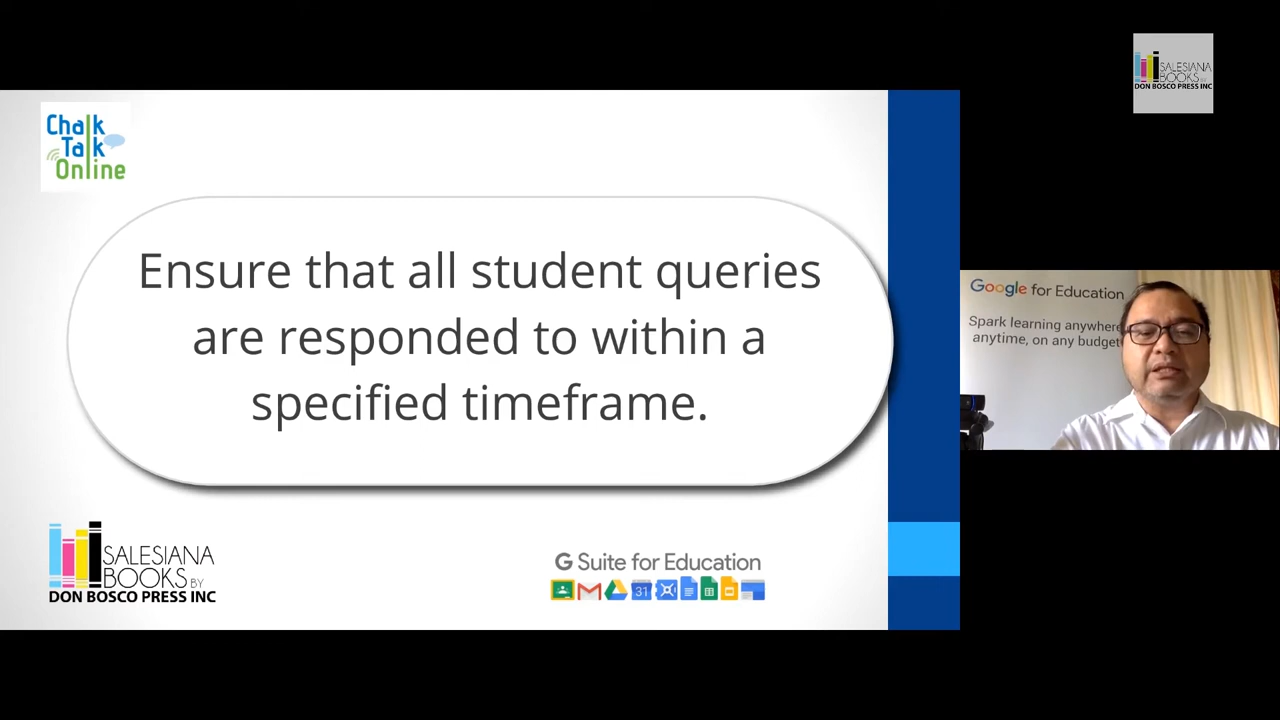 Chalk
Talk
Online
Ensure that all student queries
are responded to within a
specified timeframe.
SALESIANA
BOOKS BY
DON BOSCO PRESS INC
G Suite for Education
31
SALESIANA
BOOKS BY
DON BOSCO PRESS INC
Google for Education
Spark learning anywhere
anytime, on any budget